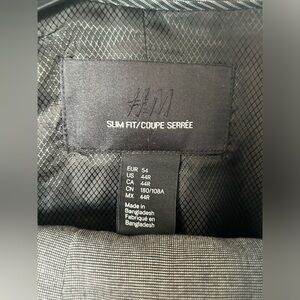 H&M
SLIM FIT/COUPE SERRÉE
EUR 54
US 44R
CA 44R
CN 180/108A
MX 44R
Made in
Bangladesh
Fabriqué en
Bangladesh